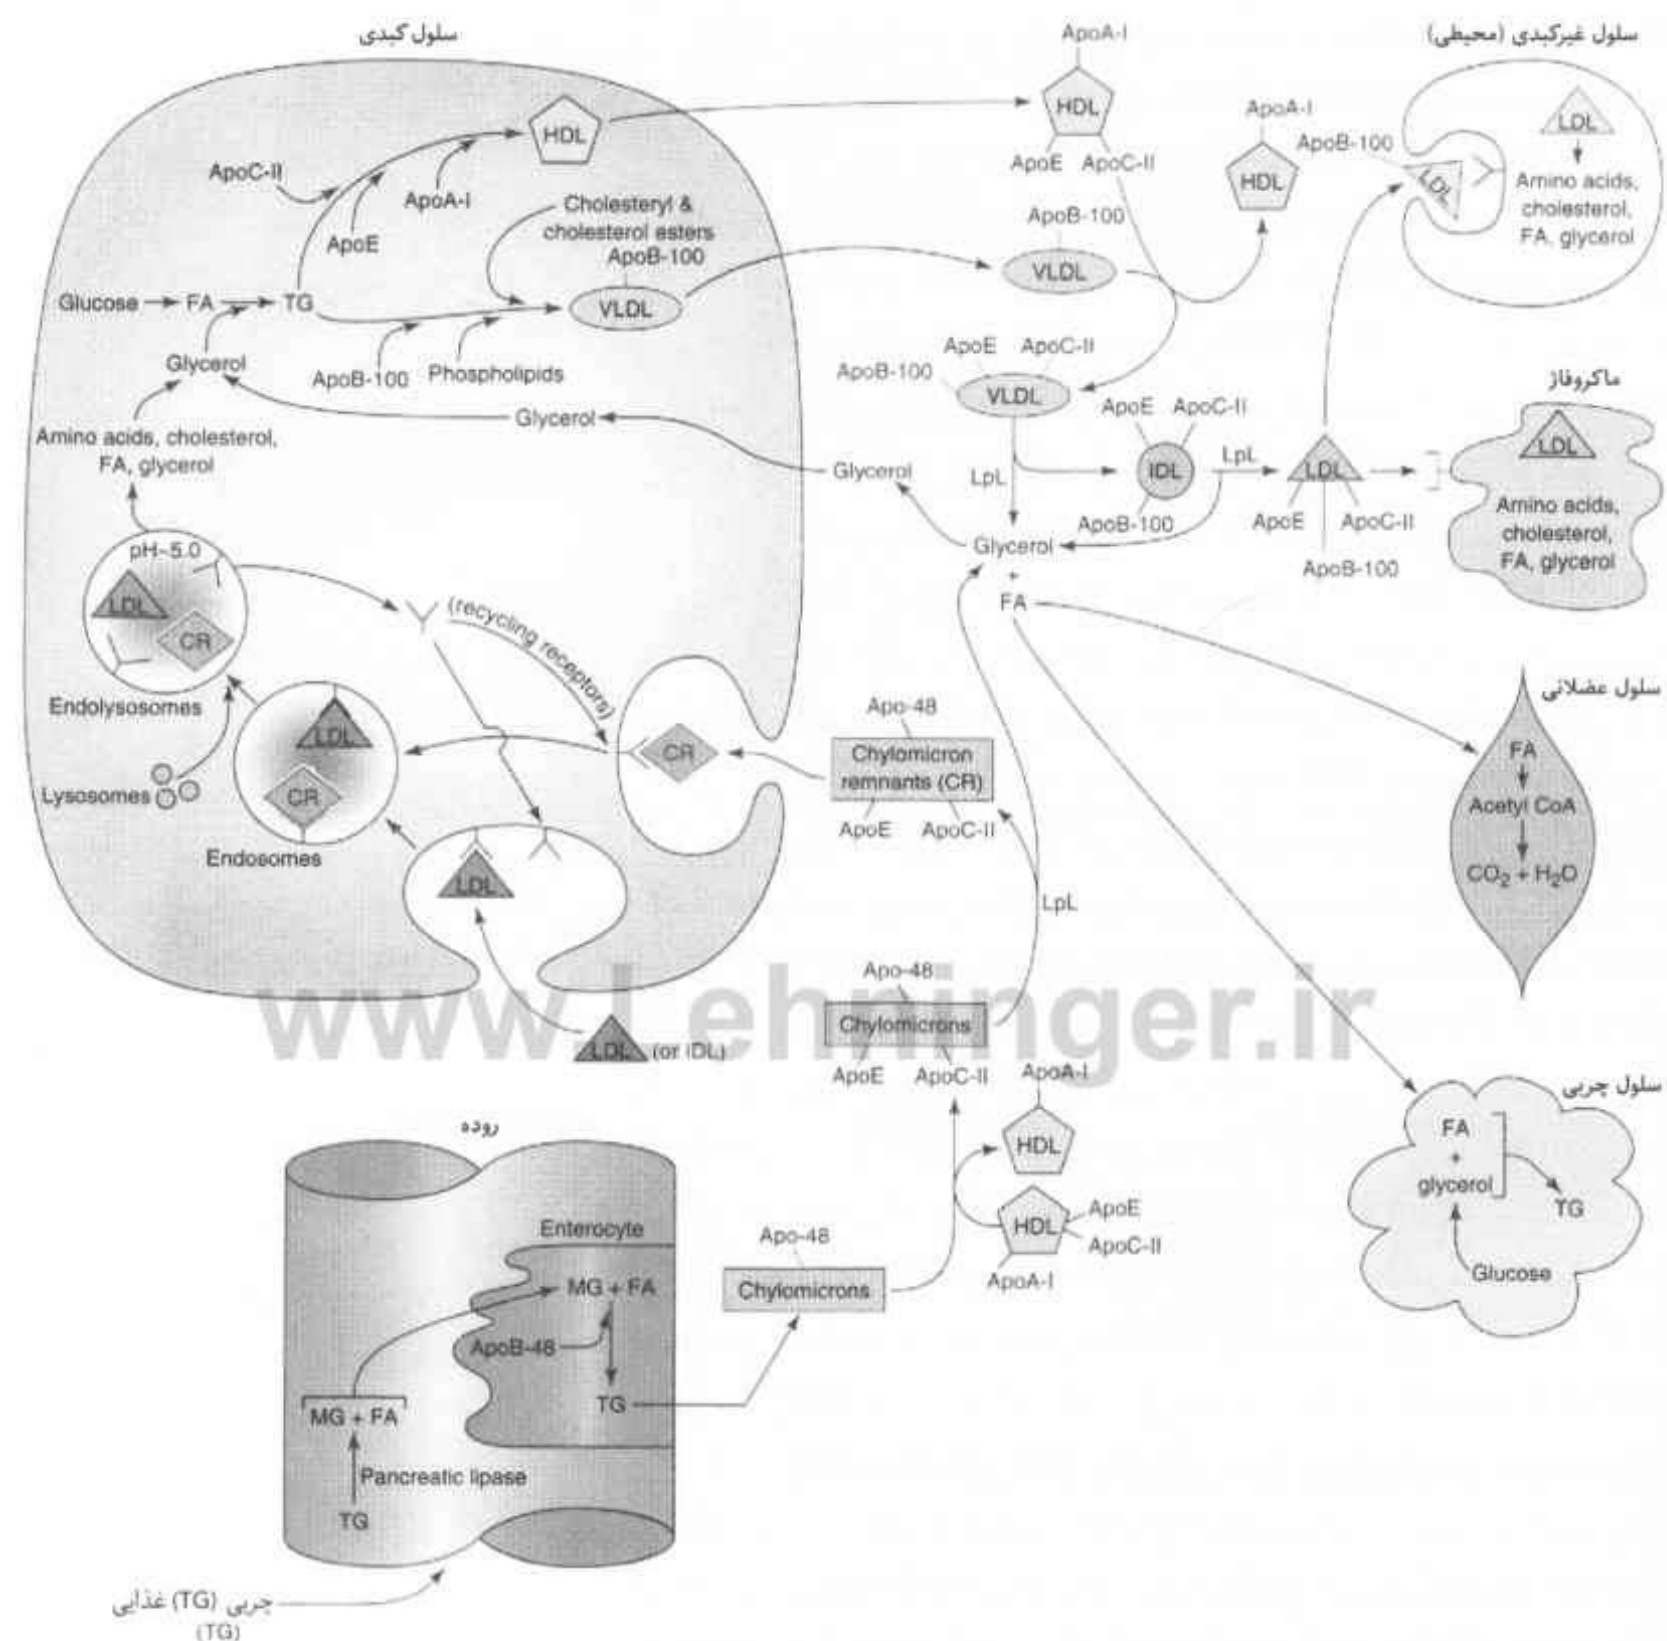 سلول کبدی
HDL
ApoC-II
ApoE
ApoA-I
Cholesteryl &
cholesterol esters
ApoB-100
VLDL
Glucose
FA
TG
Glycerol
ApoB-100
Phospholipids
Glycerol
Amino acids, cholesterol,
FA, glycerol
pH~5.0
LDL
CR
Endolysosomes
Lysosomes
(recycling receptors)
LDL
CR
Endosomes
CR
LDL
LDL (or IDL)
ApoA-I
HDL
ApoE ApoC-II
ApoB-100
VLDL
ApoA-I
HDL
ApoE ApoC-II
ApoB-100
VLDL
LpL
Glycerol
Glycerol
+
FA
ApoE ApoC-II
IDL
ApoB-100
LpL
LDL
ApoE ApoC-II
ApoB-100
سلول غیرکبدی (محیطی)
ApoB-100
LDL
LDL
Amino acids,
cholesterol,
FA, glycerol
ماکروفاژ
LDL
Amino acids,
cholesterol,
FA, glycerol
سلول عضلانی
FA
Acetyl CoA
CO₂ + H₂O
Apo-48
Chylomicron
remnants (CR)
ApoE ApoC-II
LpL
Apo-48
Chylomicrons
ApoE ApoC-II
www.Lehninger.ir
ApoA-I
HDL
HDL
ApoE
ApoC-II
ApoA-I
سلول چربی
FA
+
glycerol
TG
Glucose
روده
Enterocyte
MG + FA
ApoB-48
TG
MG + FA
Pancreatic lipase
TG
Apo-48
Chylomicrons
چربی (TG) غذایی
(TG)